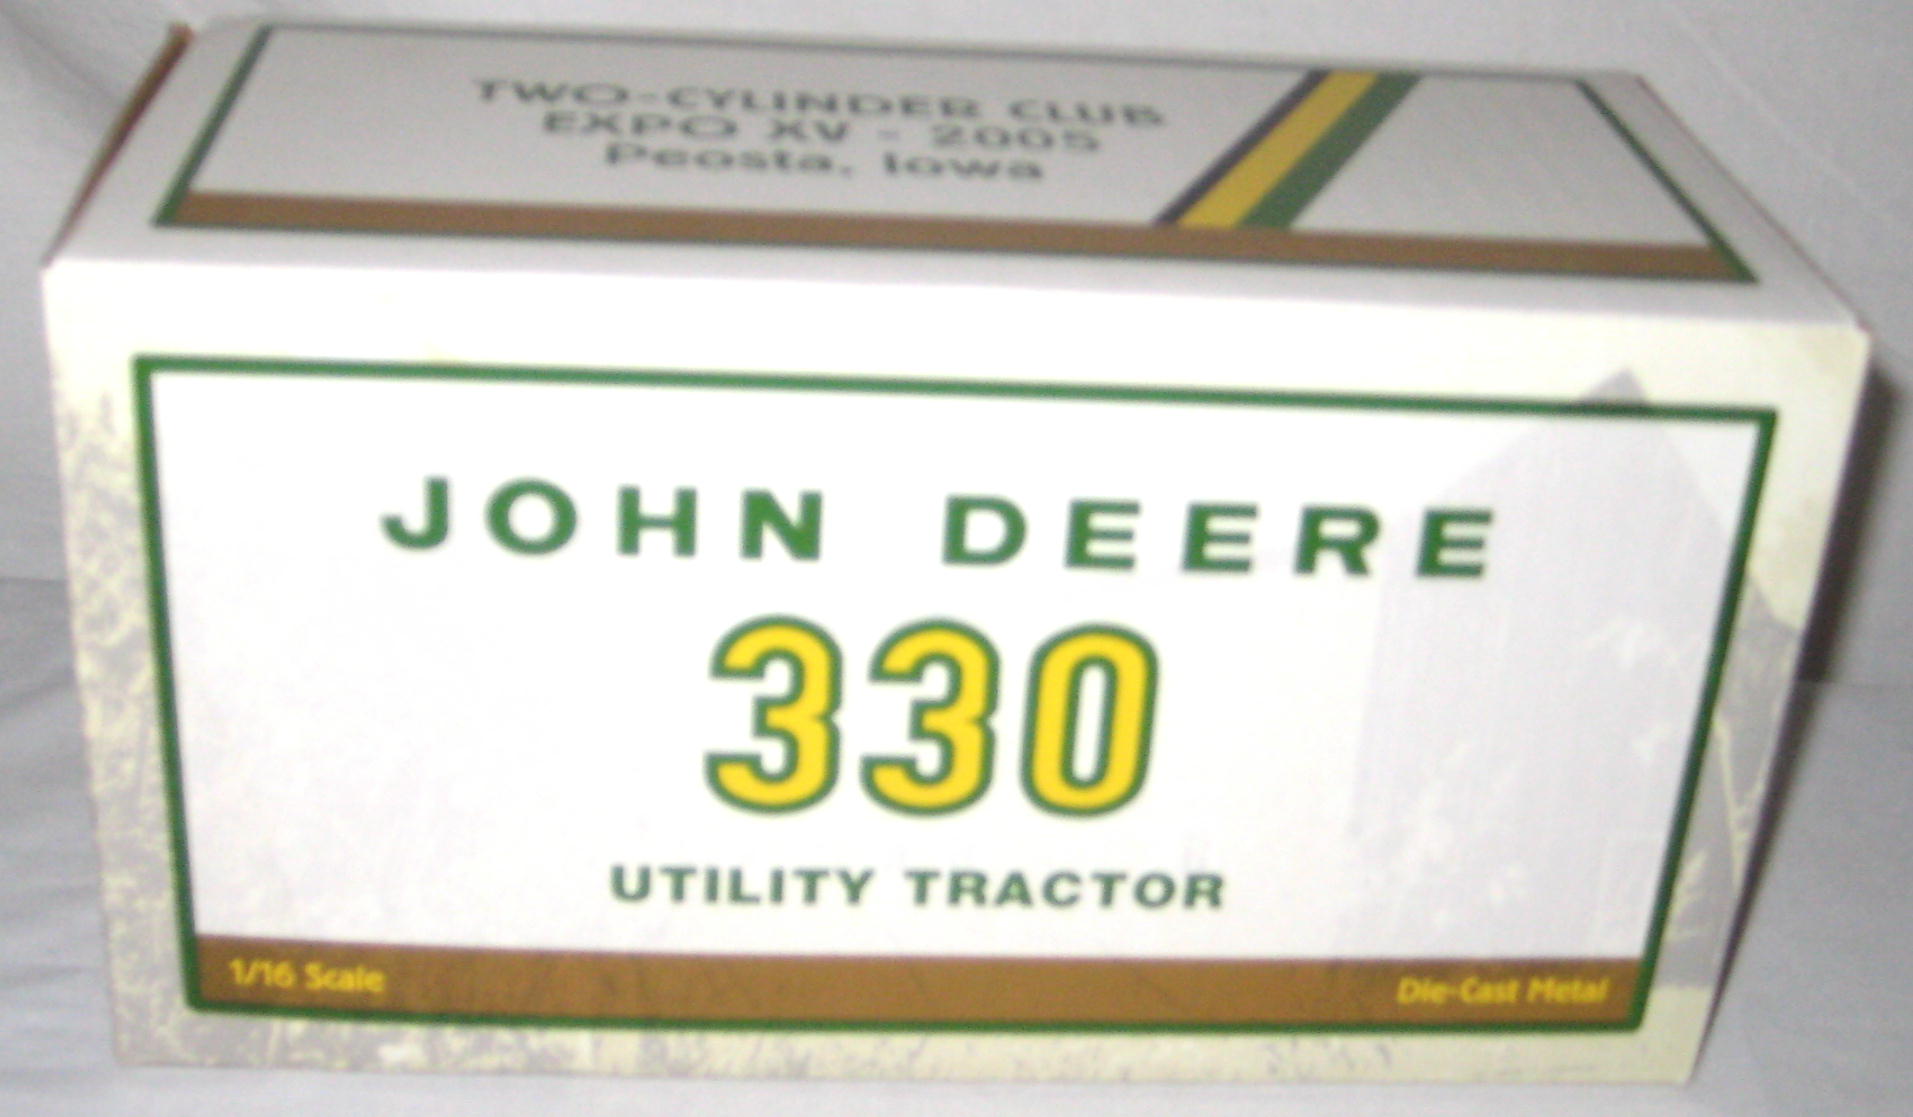 TWO-CYLINDER CLUB
EXPO XV - 2005
Peosta, Iowa
JOHN DEERE
330
UTILITY TRACTOR
1/16 Scale
Die-Cast Metal